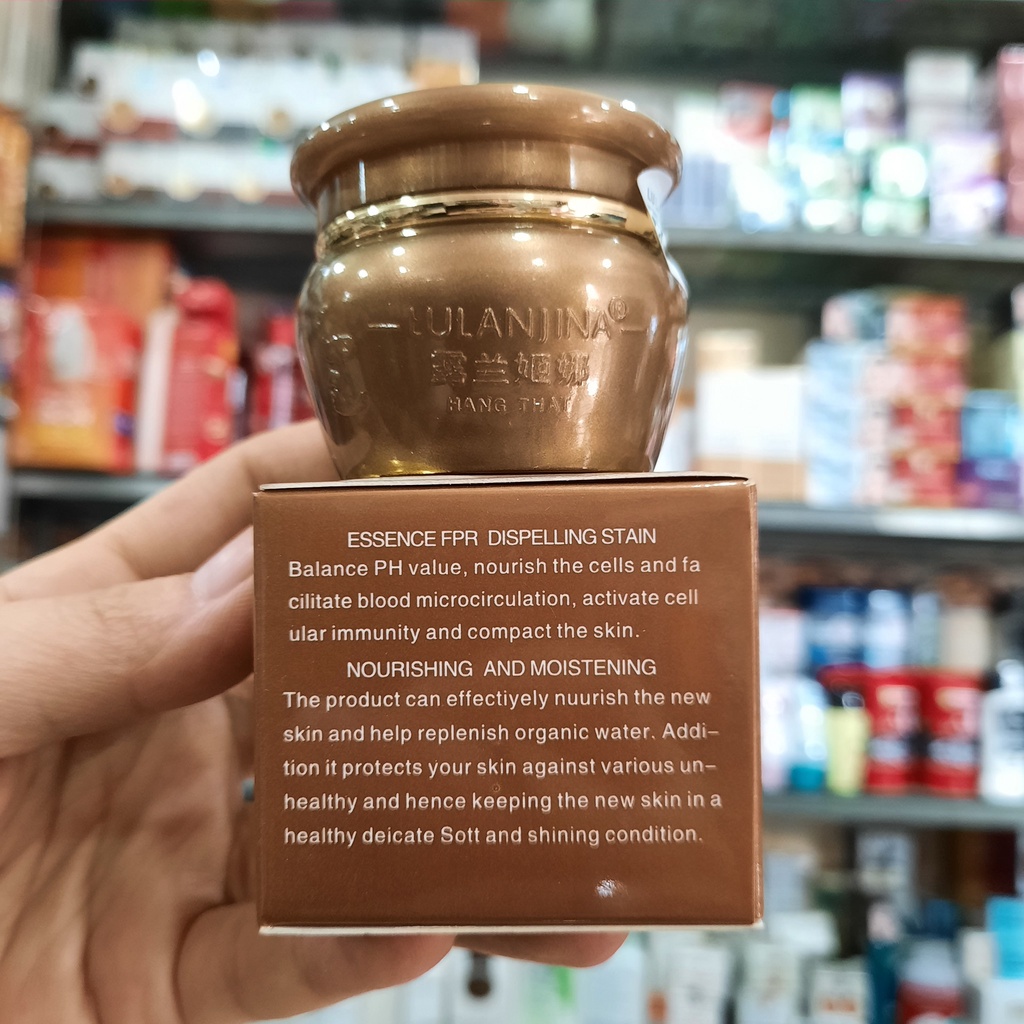 LULANJINA®
露兰姬娜
HANG THAI
ESSENCE FPR DISPELLING STAIN
Balance PH value, nourish the cells and fa
cilitate blood microcirculation, activate cell
ular immunity and compact the skin.
NOURISHING AND MOISTENING
The product can effectiyely nuurish the new
skin and help replenish organic water. Addi–
tion it protects your skin against various un–
healthy and hence keeping the new skin in a
healthy deicate Sott and shining condition.